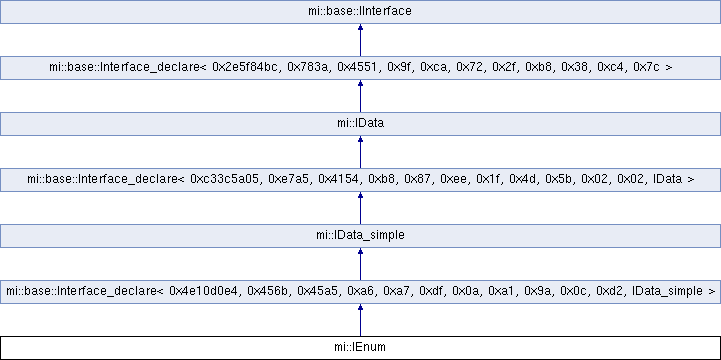 mi::base::IInterface
mi::base::Interface_declare< 0x2e5f84bc, 0x783a, 0x4551, 0x9f, 0xca, 0x72, 0x2f, 0xb8, 0x38, 0xc4, 0x7c >
mi::IData
mi::base::Interface_declare< 0xc33c5a05, 0xe7a5, 0x4154, 0xb8, 0x87, 0xee, 0x1f, 0x4d, 0x5b, 0x02, 0x02, IData >
mi::IData_simple
mi::base::Interface_declare< 0x4e10d0e4, 0x456b, 0x45a5, 0xa6, 0xa7, 0xdf, 0x0a, 0xa1, 0x9a, 0x0c, 0xd2, IData_simple >
mi::IEnum